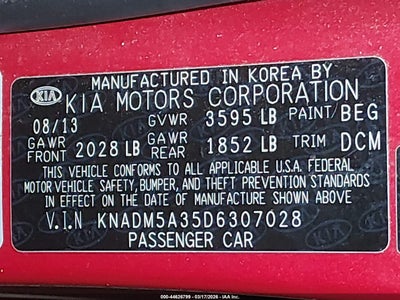 MANUFACTURED IN KOREA BY
KIA KIA MOTORS CORPORATION
08/13 GVWR 3595 LB PAINT/BEG
GAWR FRONT 2028 LB GAWR REAR 1852 LB TRIM DCM
THIS VEHICLE CONFORMS TO ALL APPLICABLE U.S.A. FEDERAL
MOTOR VEHICLE SAFETY, BUMPER, AND THEFT PREVENTION STANDARDS
IN EFFECT ON THE DATE OF MANUFACTURE SHOWN ABOVE
V.I.N KNADM5A35D6307028
PASSENGER CAR
000-44626799 - 03/17/2026 - IAA Inc.